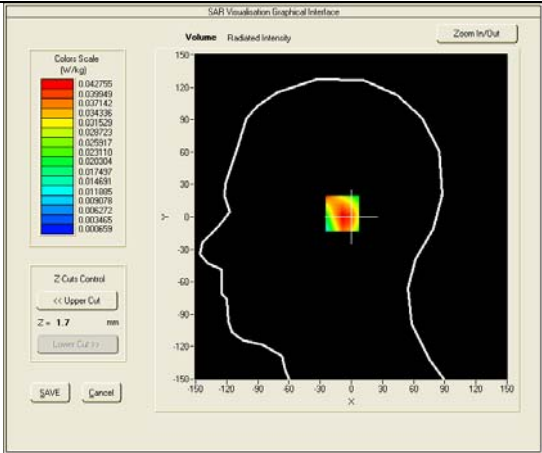 SAR Visualisation Graphical Interface
Volume Radiated Intensity
Zoom In/Out
Colors Scale
(W/kg)
0.042755
0.039949
0.037142
0.034336
0.031529
0.028723
0.025917
0.023110
0.020304
0.017497
0.014691
0.011885
0.009078
0.006272
0.003465
0.000659
150
120
90
60
30
0
-30
-60
-90
-120
-150
Y
-150 -120 -90 -60 -30 0 30 60 90 120 150
X
Z Cuts Control
<< Upper Cut
Z = 1.7 mm
Lower Cut >>
SAVE Cancel